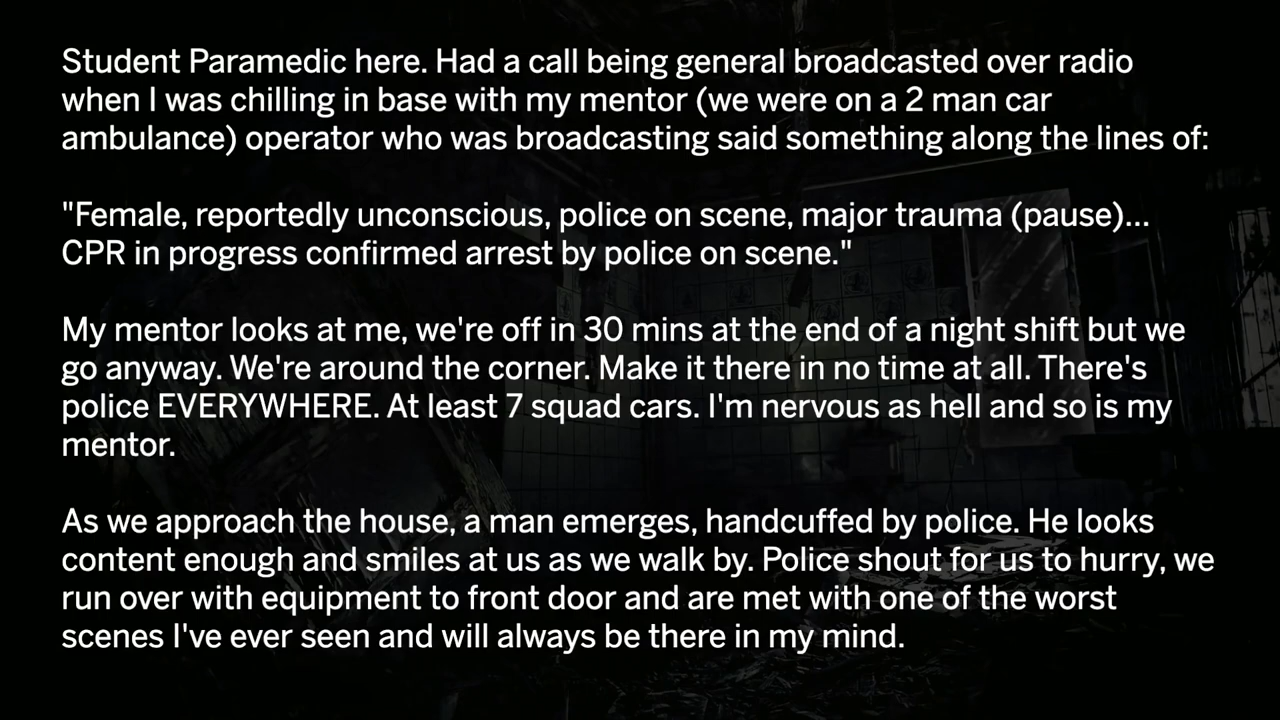 Student Paramedic here. Had a call being general broadcasted over radio
when I was chilling in base with my mentor (we were on a 2 man car
ambulance) operator who was broadcasting said something along the lines of:
"Female, reportedly unconscious, police on scene, major trauma (pause)...
CPR in progress confirmed arrest by police on scene."
My mentor looks at me, we're off in 30 mins at the end of a night shift but we
go anyway. We're around the corner. Make it there in no time at all. There's
police EVERYWHERE. At least 7 squad cars. I'm nervous as hell and so is my
mentor.
As we approach the house, a man emerges, handcuffed by police. He looks
content enough and smiles at us as we walk by. Police shout for us to hurry, we
run over with equipment to front door and are met with one of the worst
scenes I've ever seen and will always be there in my mind.